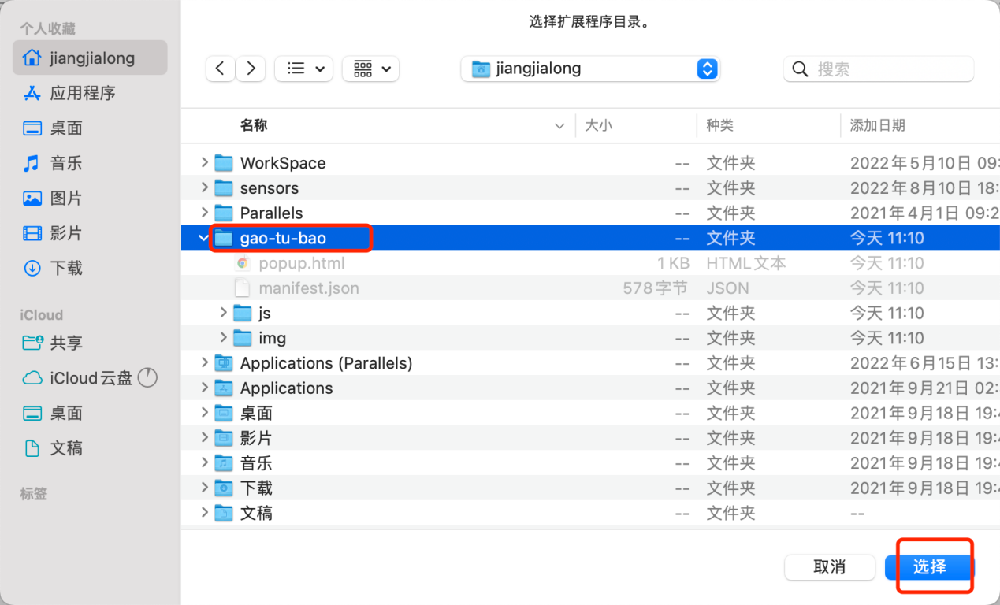 选择扩展程序目录。
个人收藏
jiangjialong
应用程序
桌面
音乐
图片
影片
下载
iCloud
共享
iCloud云盘
桌面
文稿
标签
jiangjialong
搜索
名称 大小 种类 添加日期
WorkSpace -- 文件夹 2022年5月10日 09:
sensors -- 文件夹 2022年8月10日 18:
Parallels -- 文件夹 2021年4月1日 09:2
gao-tu-bao -- 文件夹 今天 11:10
popup.html 1 KB HTML文本 今天 11:10
manifest.json 578字节 JSON 今天 11:10
js -- 文件夹 今天 11:10
img -- 文件夹 今天 11:10
Applications (Parallels) -- 文件夹 2022年6月15日 13:
Applications -- 文件夹 2021年9月21日 02:
桌面 -- 文件夹 2021年9月18日 19:4
影片 -- 文件夹 2021年9月18日 19:4
音乐 -- 文件夹 2021年9月18日 19:4
下载 -- 文件夹 2021年9月18日 19:4
文稿 -- 文件夹 --
取消 选择